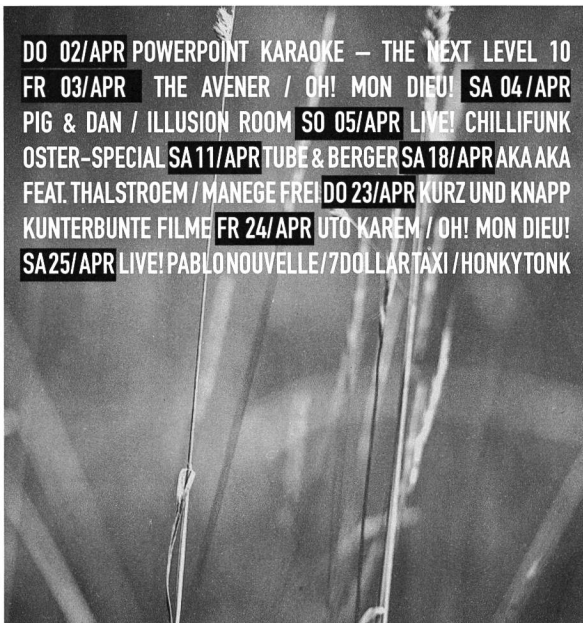 DO 02/APR POWERPOINT KARAOKE – THE NEXT LEVEL 10
FR 03/APR THE AVENER / OH! MON DIEU! SA 04/APR
PIG & DAN / ILLUSION ROOM SO 05/APR LIVE! CHILLIFUNK
OSTER-SPECIAL SA 11/APR TUBE & BERGER SA 18/APR AKA AKA
FEAT. THALSTROEM / MANEGE FREI DO 23/APR KURZ UND KNAPP
KUNTERBUNTE FILME FR 24/APR UTO KAREM / OH! MON DIEU!
SA 25/APR LIVE! PABLO NOUVELLE / 7 DOLLAR TAXI / HONKYTONK